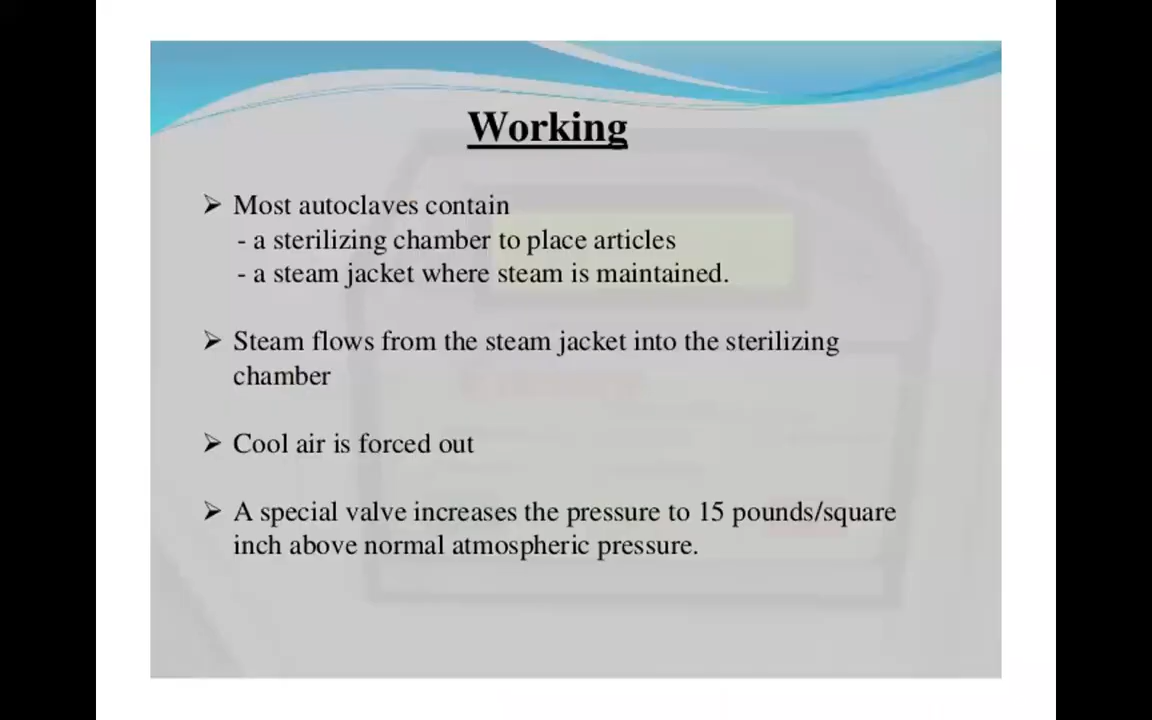 Working
➢ Most autoclaves contain
- a sterilizing chamber to place articles
- a steam jacket where steam is maintained.
➢ Steam flows from the steam jacket into the sterilizing
chamber
➢ Cool air is forced out
➢ A special valve increases the pressure to 15 pounds/square
inch above normal atmospheric pressure.